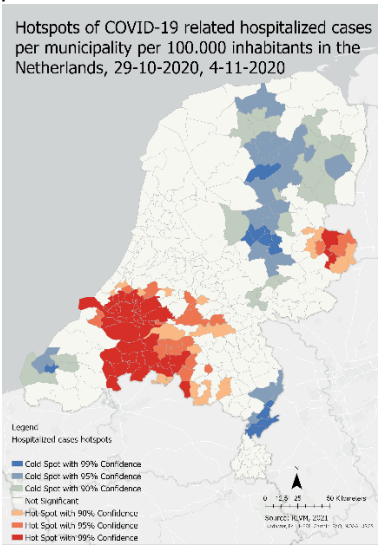 Hotspots of COVID-19 related hospitalized cases
per municipality per 100.000 inhabitants in the
Netherlands, 29-10-2020, 4-11-2020
Legend
Hospitalized cases hotspots
Cold Spot with 99% Confidence
Cold Spot with 95% Confidence
Cold Spot with 90% Confidence
Not Significant
Hot Spot with 90% Confidence
Hot Spot with 95% Confidence
Hot Spot with 99% Confidence
N
0 12,5 25 50 Kilometers
Source: RIVM, 2021